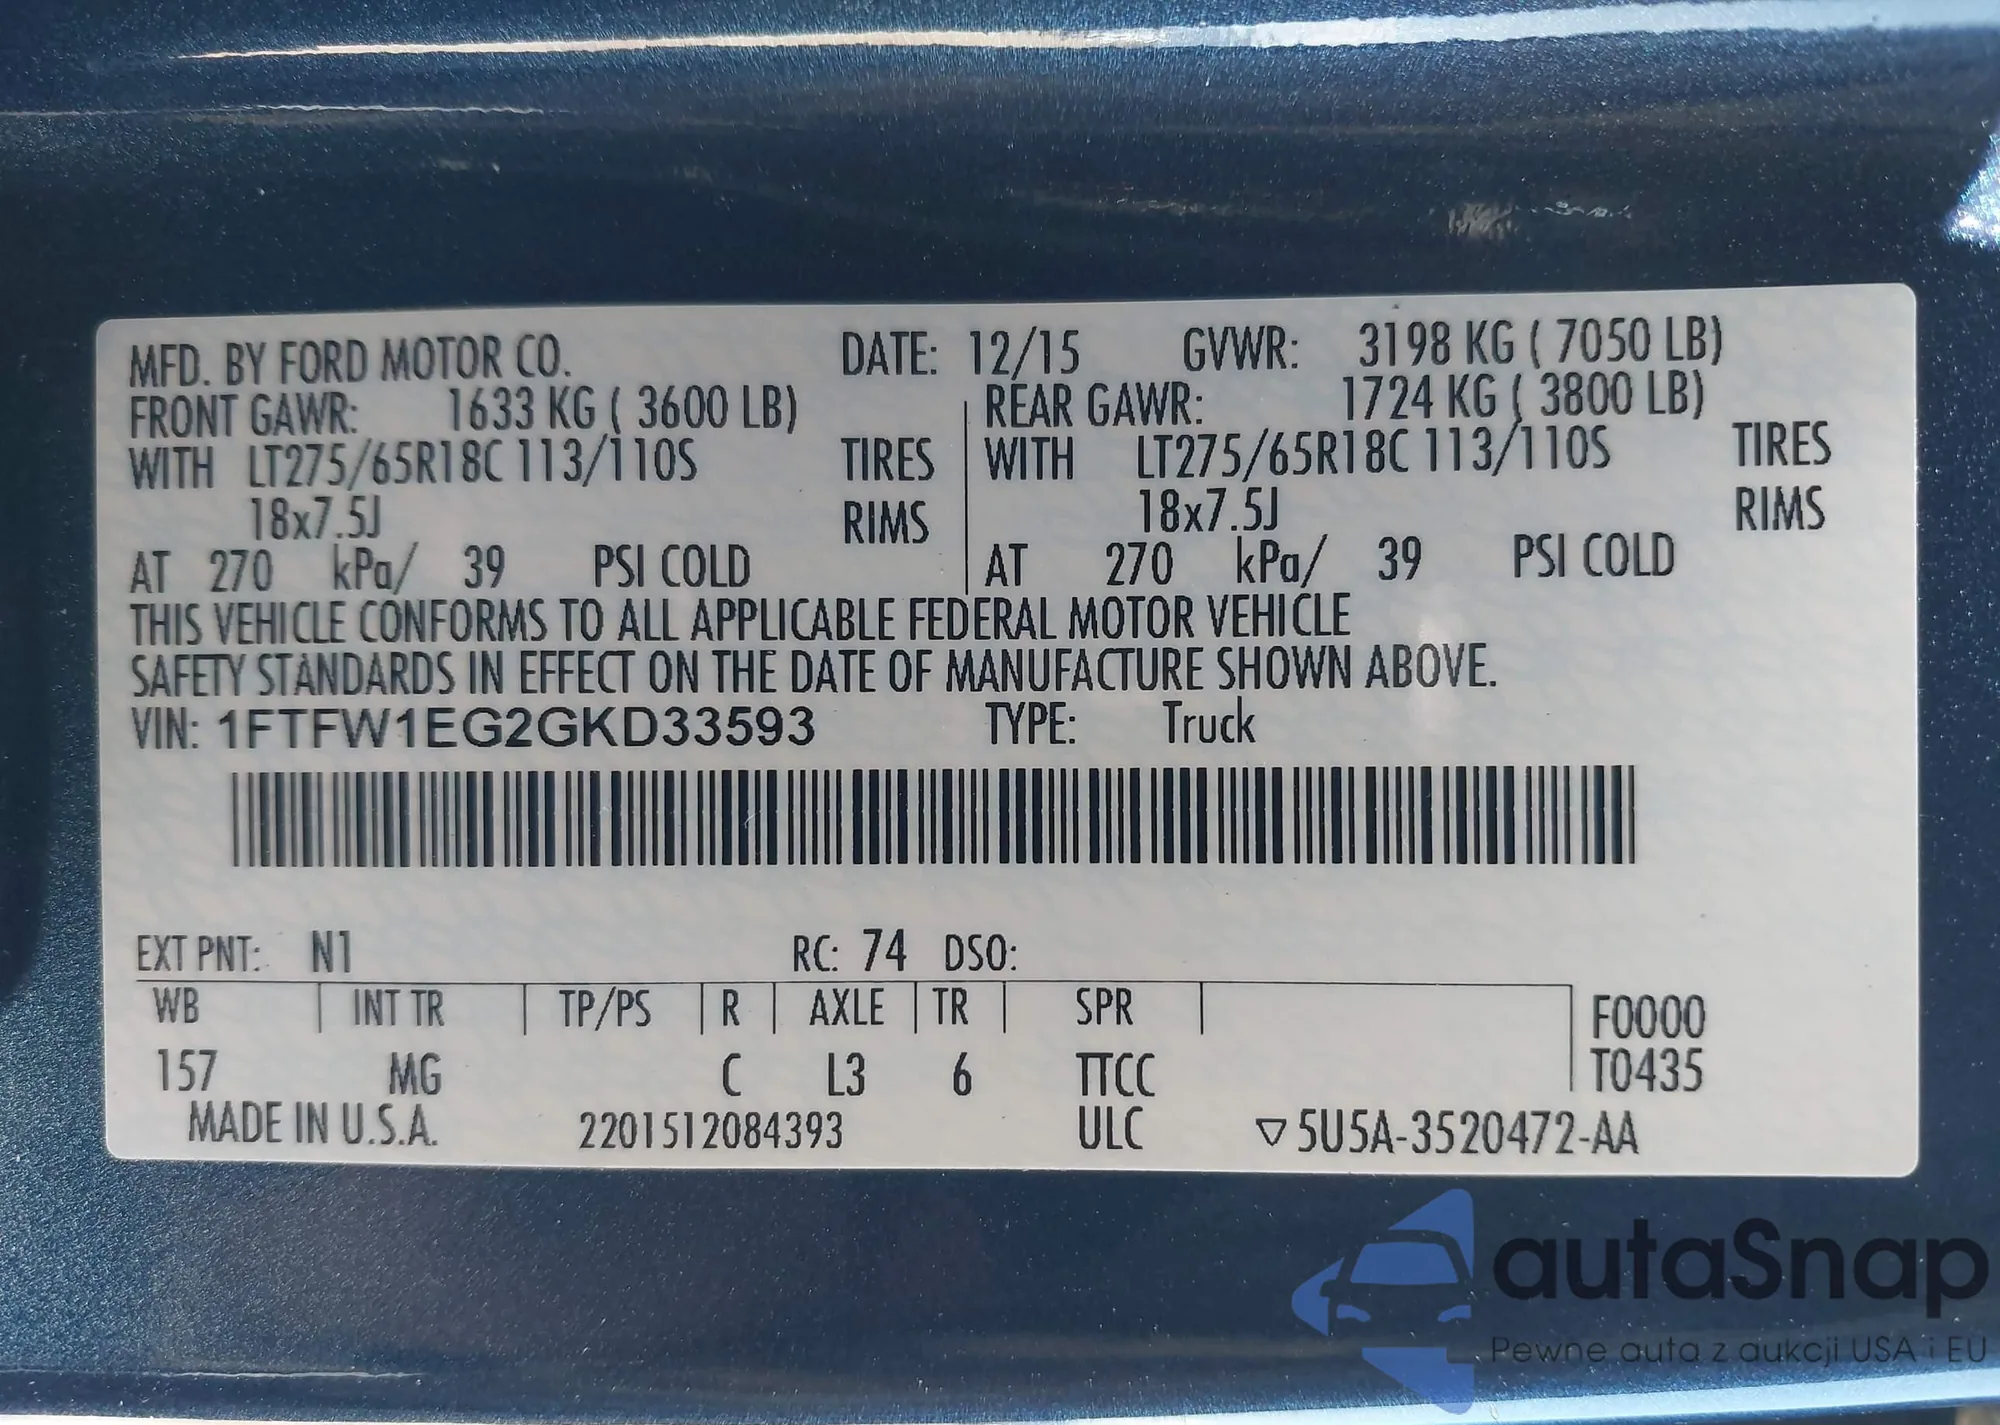 MFD. BY FORD MOTOR CO. DATE: 12/15 GVWR: 3198 KG ( 7050 LB)
FRONT GAWR: 1633 KG ( 3600 LB) REAR GAWR: 1724 KG ( 3800 LB)
WITH LT275/65R18C 113/110S TIRES WITH LT275/65R18C 113/110S TIRES
18x7.5J RIMS 18x7.5J RIMS
AT 270 kPa/ 39 PSI COLD AT 270 kPa/ 39 PSI COLD
THIS VEHICLE CONFORMS TO ALL APPLICABLE FEDERAL MOTOR VEHICLE
SAFETY STANDARDS IN EFFECT ON THE DATE OF MANUFACTURE SHOWN ABOVE.
VIN: 1FTFW1EG2GKD33593 TYPE: Truck
EXT PNT: N1 RC: 74 DSO:
WB INT TR TP/PS R AXLE TR SPR F0000
157 MG C L3 6 TTCC T0435
MADE IN U.S.A. 2201512084393 ULC ▽5U5A-3520472-AA
autaSnap
Pewne auta z aukcji USA i EU